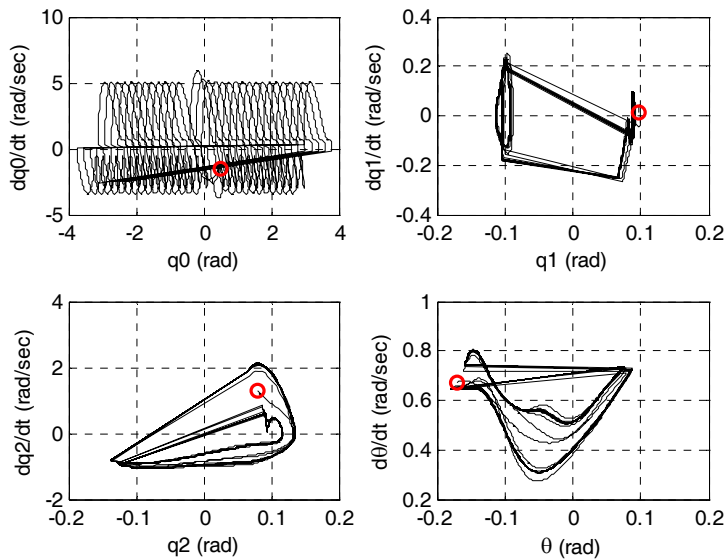 10
5
0
-5
dq0/dt (rad/sec)
-4 -2 0 2 4
q0 (rad)
0.4
0.2
0
-0.2
-0.4
dq1/dt (rad/sec)
-0.2 -0.1 0 0.1 0.2
q1 (rad)
4
2
0
-2
dq2/dt (rad/sec)
-0.2 -0.1 0 0.1 0.2
q2 (rad)
1
0.8
0.6
0.4
0.2
dθ/dt (rad/sec)
-0.2 -0.1 0 0.1 0.2
θ (rad)